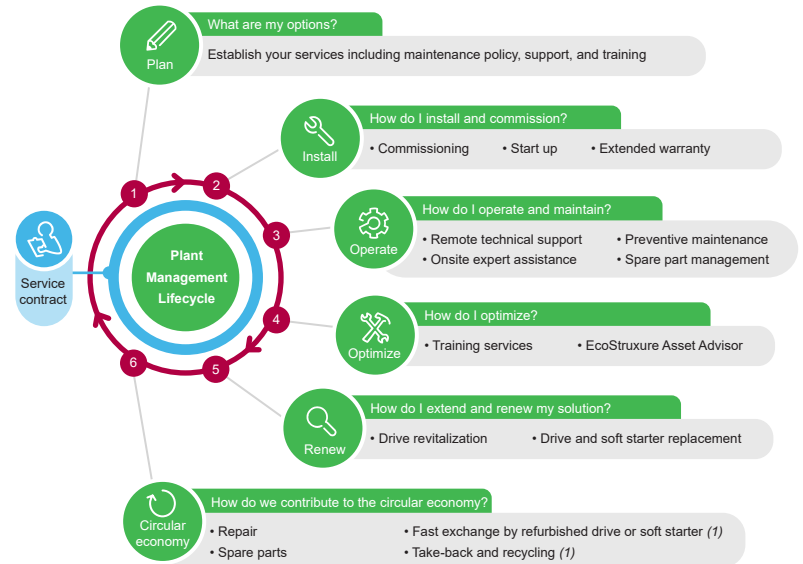 What are my options?
Plan
Establish your services including maintenance policy, support, and training
How do I install and commission?
Install
• Commissioning • Start up • Extended warranty
1
2
3
4
5
6
Plant
Management
Lifecycle
Service
contract
How do I operate and maintain?
Operate
• Remote technical support • Preventive maintenance
• Onsite expert assistance • Spare part management
How do I optimize?
Optimize
• Training services • EcoStruxure Asset Advisor
How do I extend and renew my solution?
Renew
• Drive revitalization • Drive and soft starter replacement
How do we contribute to the circular economy?
Circular
economy
• Repair • Fast exchange by refurbished drive or soft starter (1)
• Spare parts • Take-back and recycling (1)